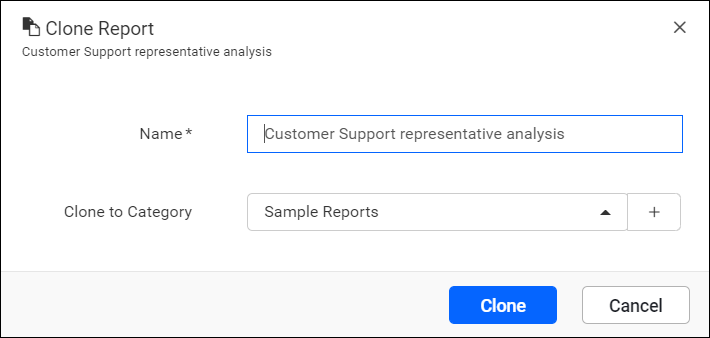 Clone Report
Customer Support representative analysis
Name *
Customer Support representative analysis
Clone to Category
Sample Reports
Clone
Cancel